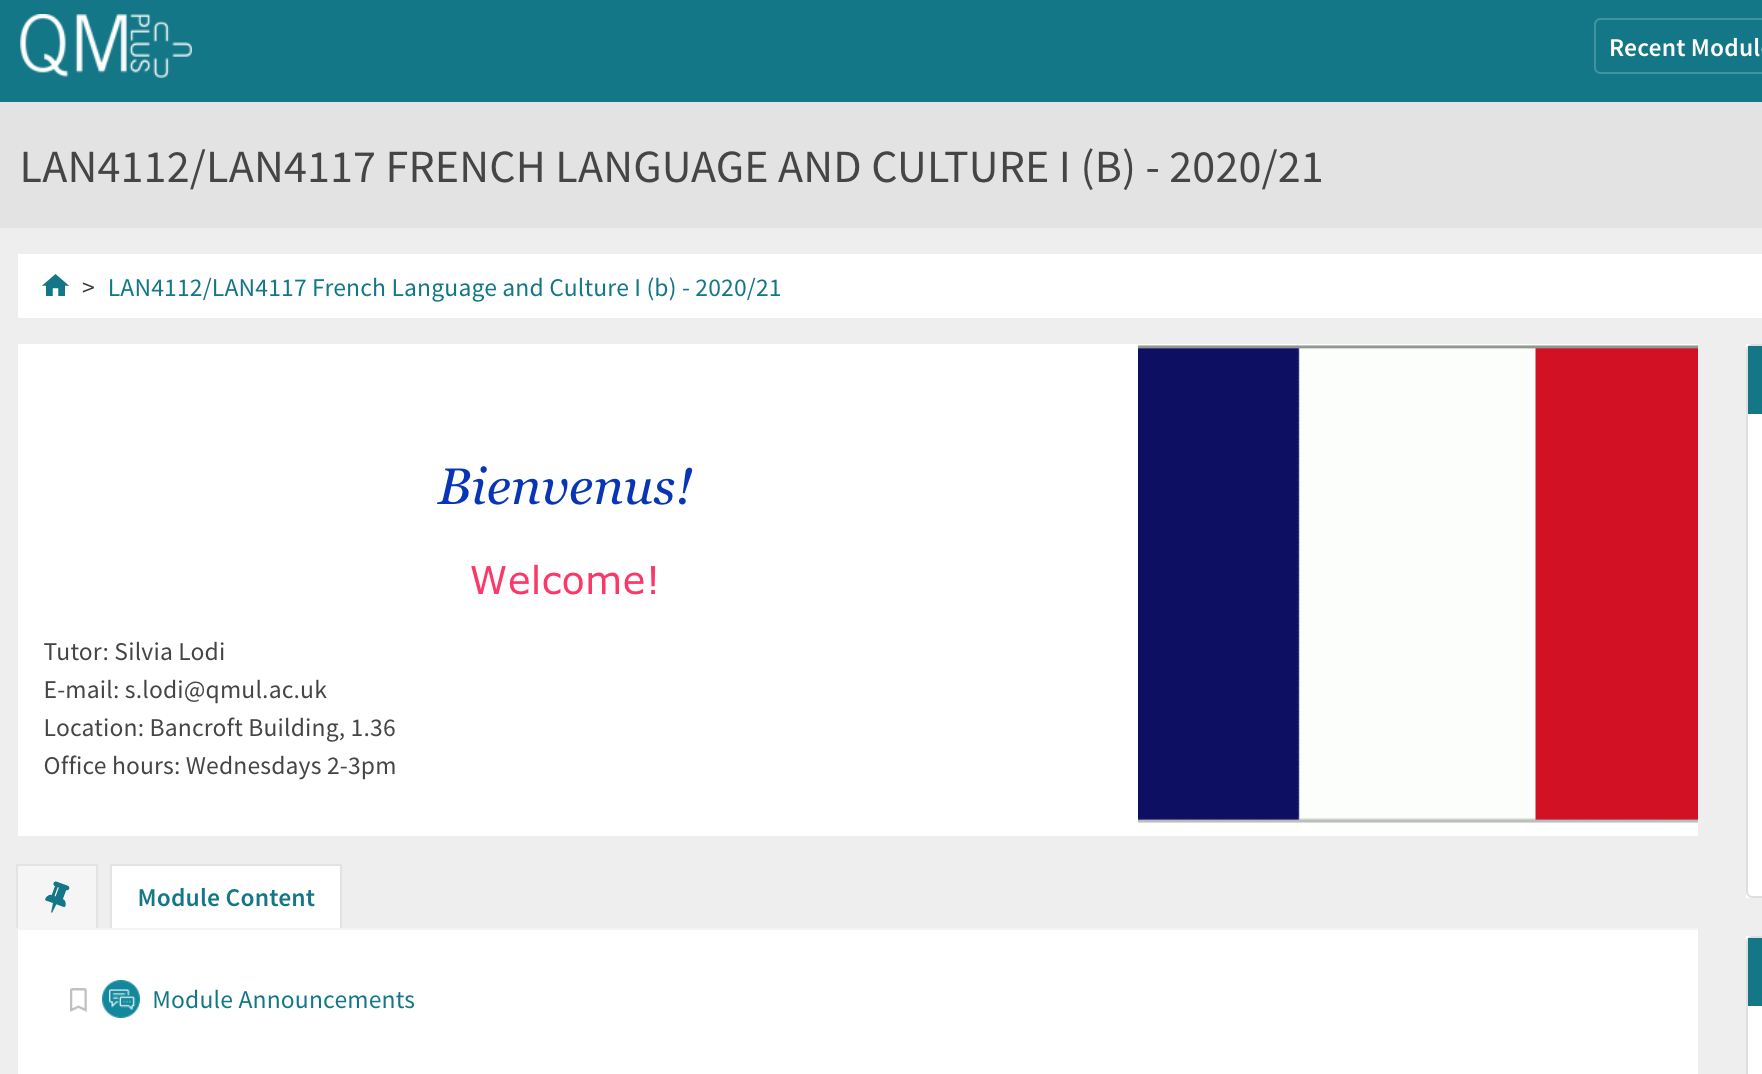 QM PLUS
Recent Modul
LAN4112/LAN4117 FRENCH LANGUAGE AND CULTURE I (B) - 2020/21
> LAN4112/LAN4117 French Language and Culture I (b) - 2020/21
Bienvenus!
Welcome!
Tutor: Silvia Lodi
E-mail: s.lodi@qmul.ac.uk
Location: Bancroft Building, 1.36
Office hours: Wednesdays 2-3pm
Module Content
Module Announcements